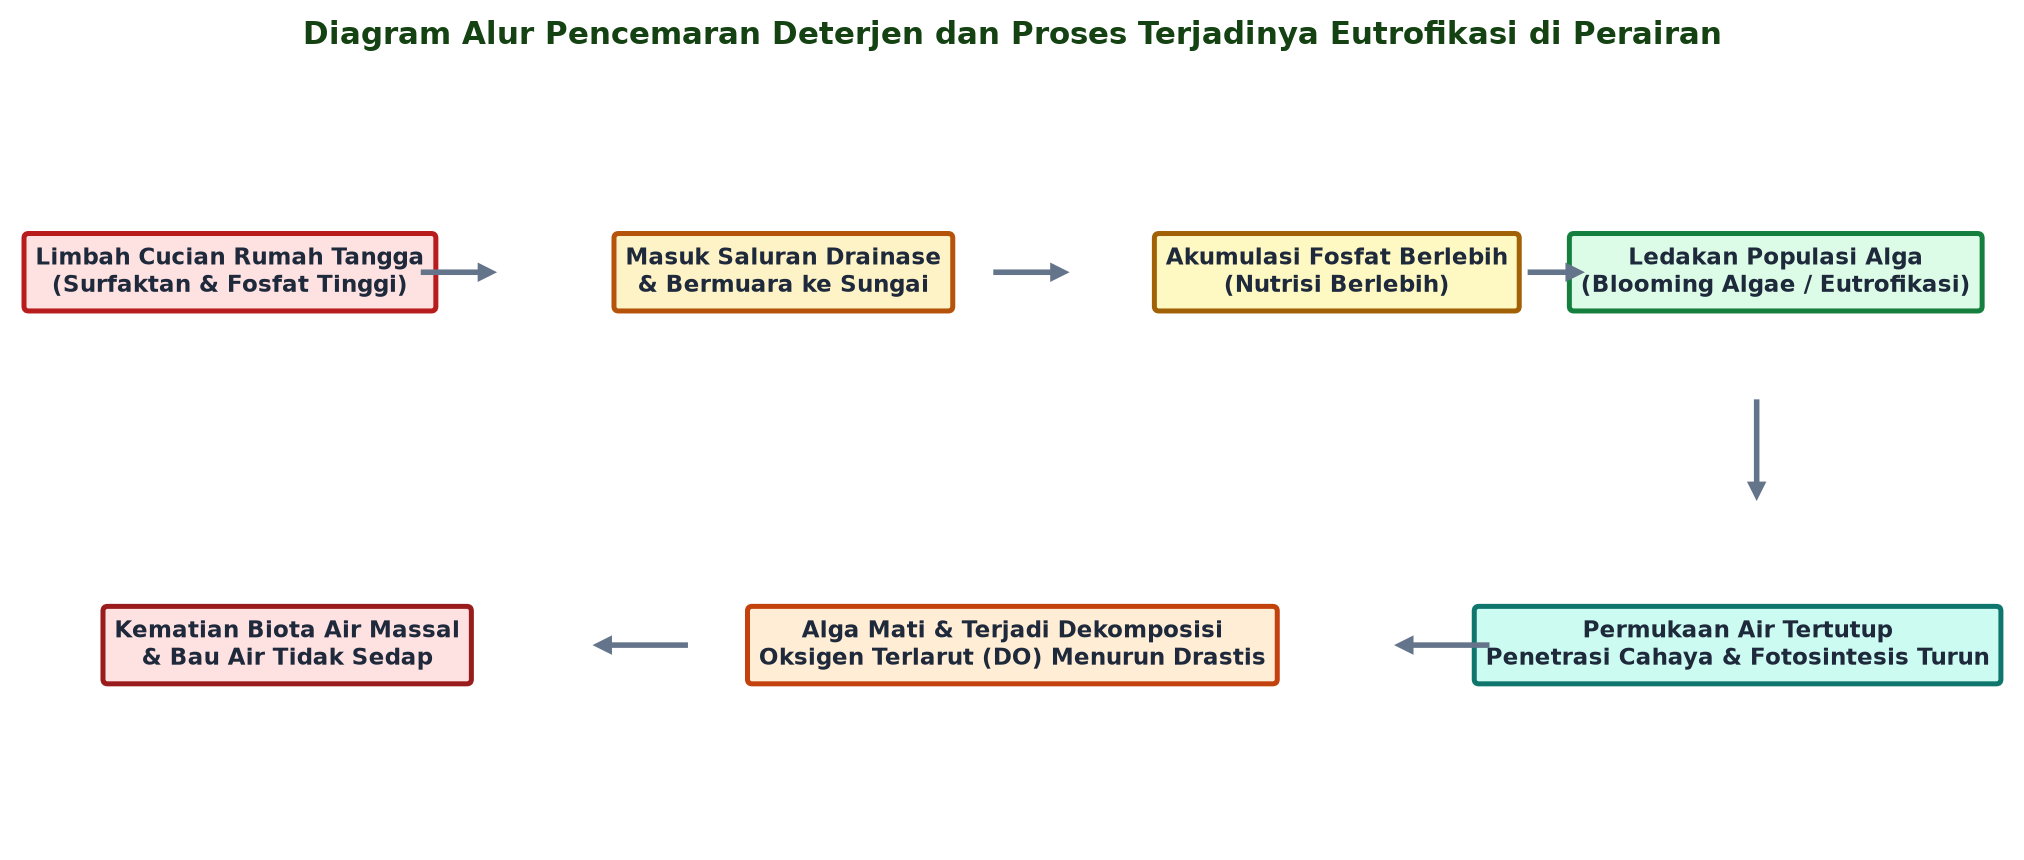 Diagram Alur Pencemaran Deterjen dan Proses Terjadinya Eutrofikasi di Perairan
Limbah Cucian Rumah Tangga
(Surfaktan & Fosfat Tinggi)
Masuk Saluran Drainase
& Bermuara ke Sungai
Akumulasi Fosfat Berlebih
(Nutrisi Berlebih)
Ledakan Populasi Alga
(Blooming Algae / Eutrofikasi)
Permukaan Air Tertutup
Penetrasi Cahaya & Fotosintesis Turun
Alga Mati & Terjadi Dekomposisi
Oksigen Terlarut (DO) Menurun Drastis
Kematian Biota Air Massal
& Bau Air Tidak Sedap